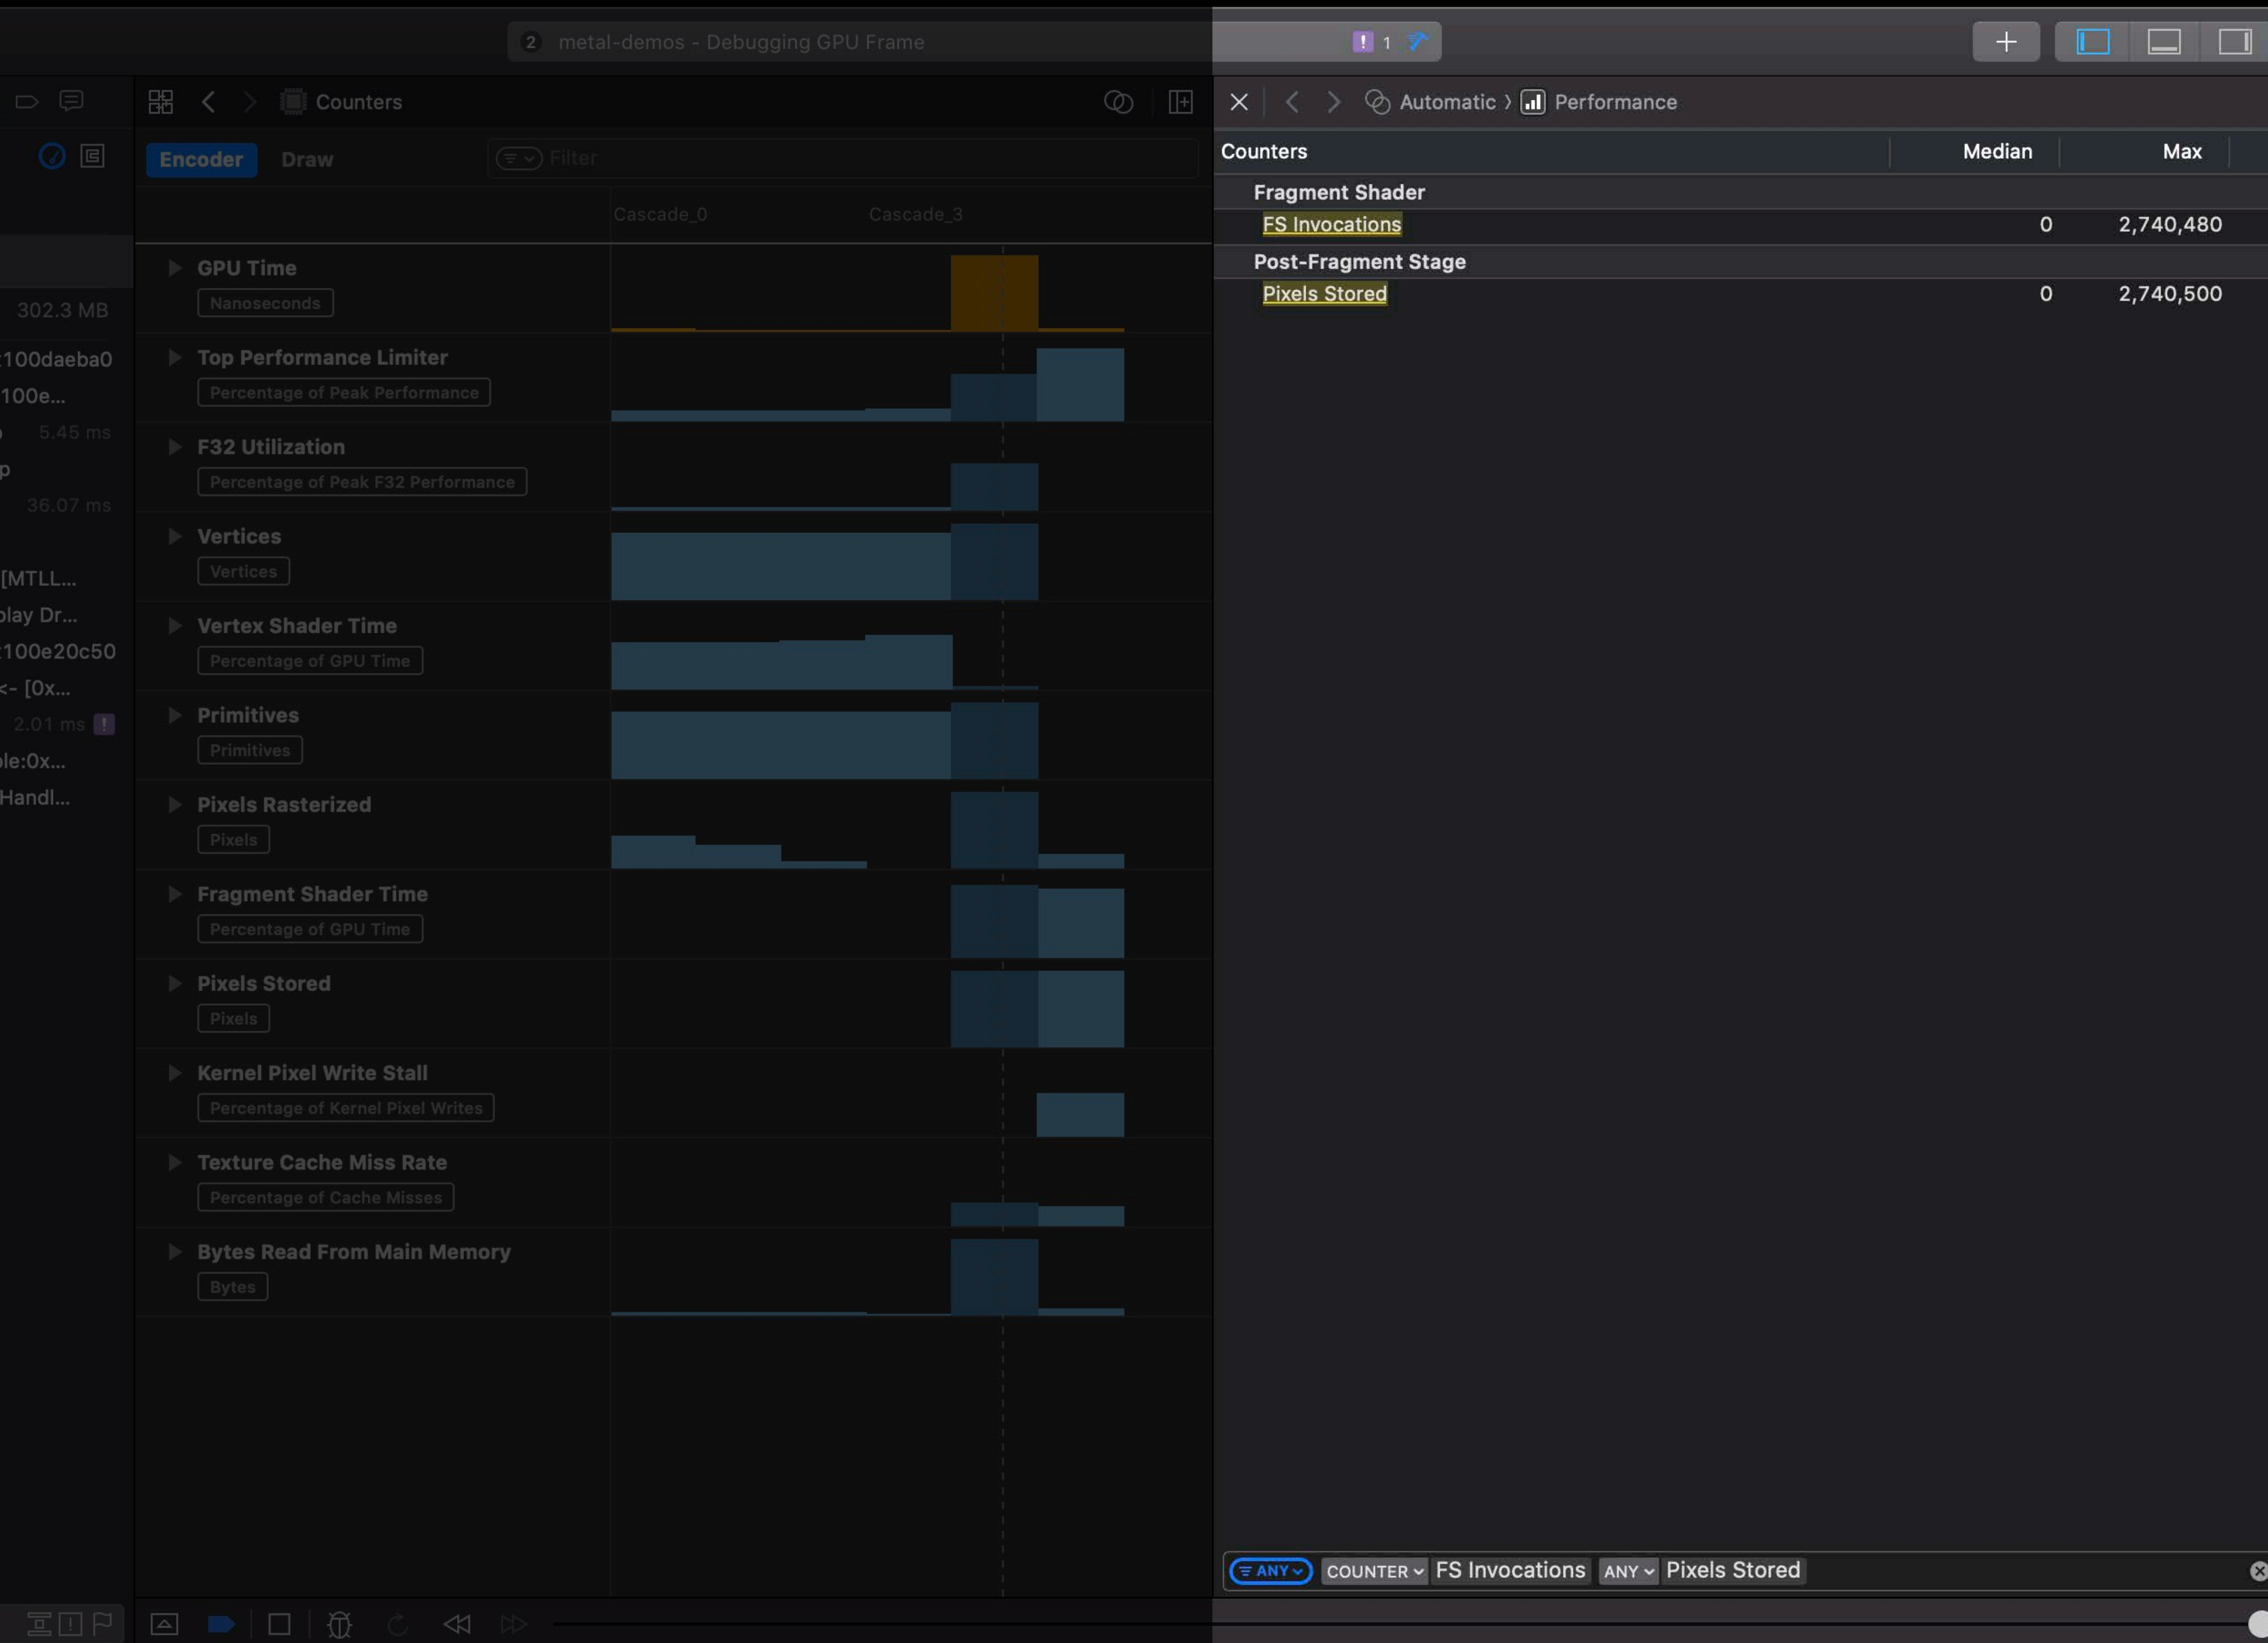 2 metal-demos - Debugging GPU Frame
! 1
Counters
Automatic 〉 Performance
Encoder Draw Filter
Cascade_0 Cascade_3
302.3 MB
:100daeba0
100e...
5.45 ms
p
36.07 ms
[MTLL...
play Dr...
:100e20c50
<- [0x...
2.01 ms !
ble:0x...
Handl...
GPU Time
Nanoseconds
Top Performance Limiter
Percentage of Peak Performance
F32 Utilization
Percentage of Peak F32 Performance
Vertices
Vertices
Vertex Shader Time
Percentage of GPU Time
Primitives
Primitives
Pixels Rasterized
Pixels
Fragment Shader Time
Percentage of GPU Time
Pixels Stored
Pixels
Kernel Pixel Write Stall
Percentage of Kernel Pixel Writes
Texture Cache Miss Rate
Percentage of Cache Misses
Bytes Read From Main Memory
Bytes
Counters Median Max
Fragment Shader
FS Invocations 0 2,740,480
Post-Fragment Stage
Pixels Stored 0 2,740,500
ANY COUNTER FS Invocations ANY Pixels Stored